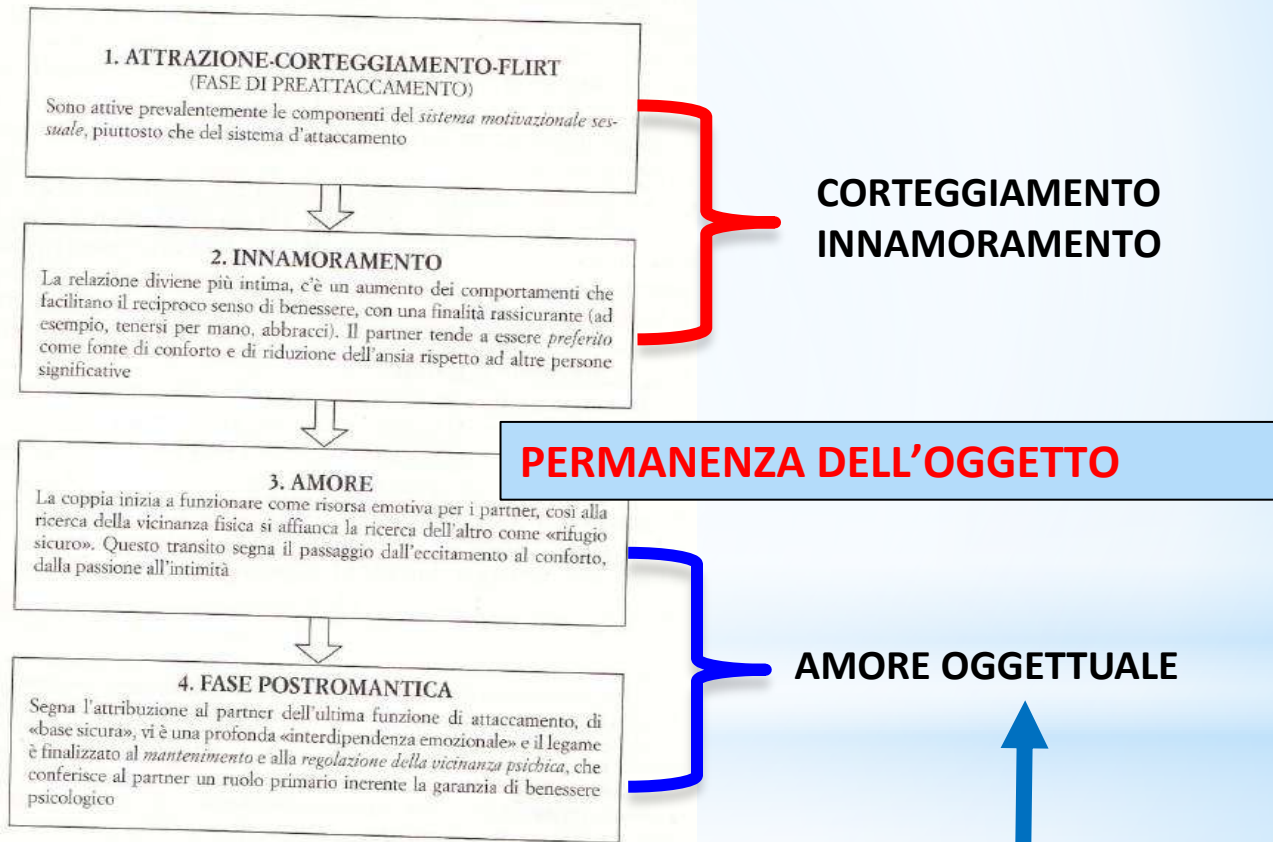 1. ATTRAZIONE-CORTEGGIAMENTO-FLIRT
(FASE DI PREATTACCAMENTO)
Sono attive prevalentemente le componenti del sistema motivazionale ses-
suale, piuttosto che del sistema d'attaccamento
CORTEGGIAMENTO
INNAMORAMENTO
2. INNAMORAMENTO
La relazione diviene più intima, c'è un aumento dei comportamenti che
facilitano il reciproco senso di benessere, con una finalità rassicurante (ad
esempio, tenersi per mano, abbracci). Il partner tende a essere preferito
come fonte di conforto e di riduzione dell'ansia rispetto ad altre persone
significative
PERMANENZA DELL'OGGETTO
3. AMORE
La coppia inizia a funzionare come risorsa emotiva per i partner, così alla
ricerca della vicinanza fisica si affianca la ricerca dell'altro come «rifugio
sicuro». Questo transito segna il passaggio dall'eccitamento al conforto,
dalla passione all'intimità
AMORE OGGETTUALE
4. FASE POSTROMANTICA
Segna l'attribuzione al partner dell'ultima funzione di attaccamento, di
«base sicura», vi è una profonda «interdipendenza emozionale» e il legame
è finalizzato al mantenimento e alla regolazione della vicinanza psichica, che
conferisce al partner un ruolo primario inerente la garanzia di benessere
psicologico